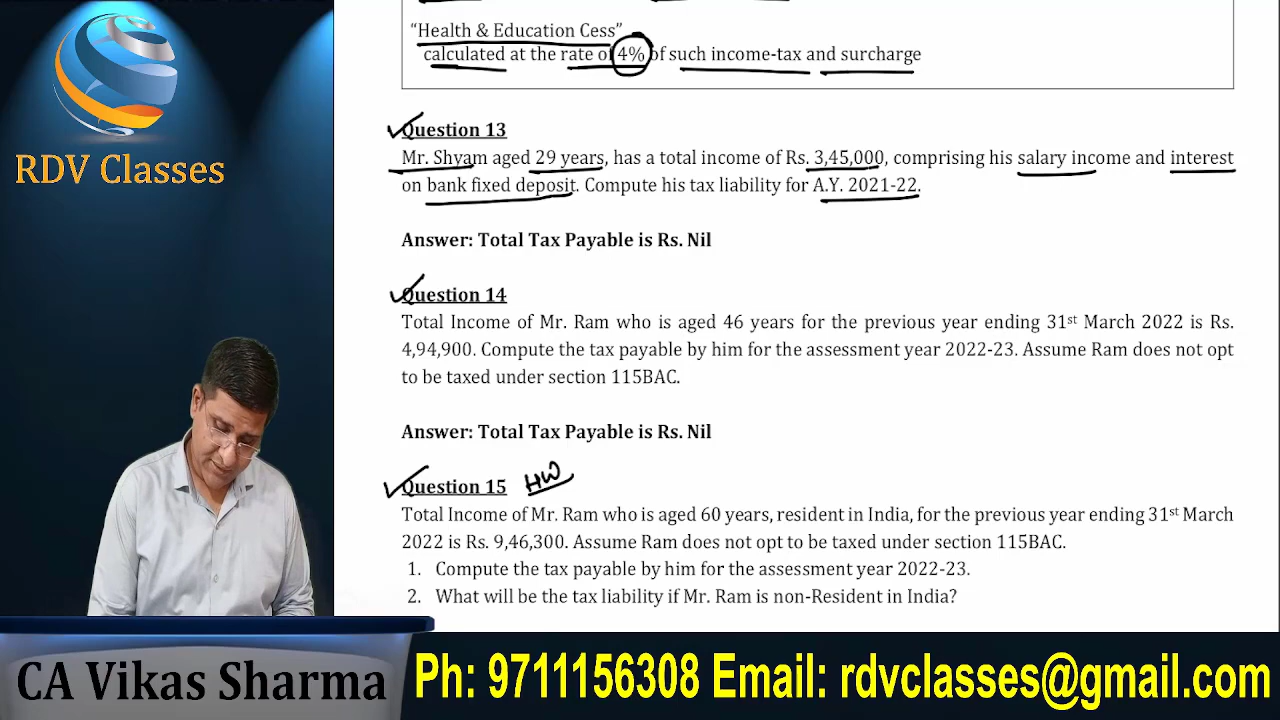 "Health & Education Cess"
calculated at the rate of 4% of such income-tax and surcharge
RDV Classes
Question 13
Mr. Shyam aged 29 years, has a total income of Rs. 3,45,000, comprising his salary income and interest
on bank fixed deposit. Compute his tax liability for A.Y. 2021-22.
Answer: Total Tax Payable is Rs. Nil
Question 14
Total Income of Mr. Ram who is aged 46 years for the previous year ending 31st March 2022 is Rs.
4,94,900. Compute the tax payable by him for the assessment year 2022-23. Assume Ram does not opt
to be taxed under section 115BAC.
Answer: Total Tax Payable is Rs. Nil
Question 15 HW
Total Income of Mr. Ram who is aged 60 years, resident in India, for the previous year ending 31st March
2022 is Rs. 9,46,300. Assume Ram does not opt to be taxed under section 115BAC.
1. Compute the tax payable by him for the assessment year 2022-23.
2. What will be the tax liability if Mr. Ram is non-Resident in India?
CA Vikas Sharma
Ph: 9711156308 Email: rdvclasses@gmail.com